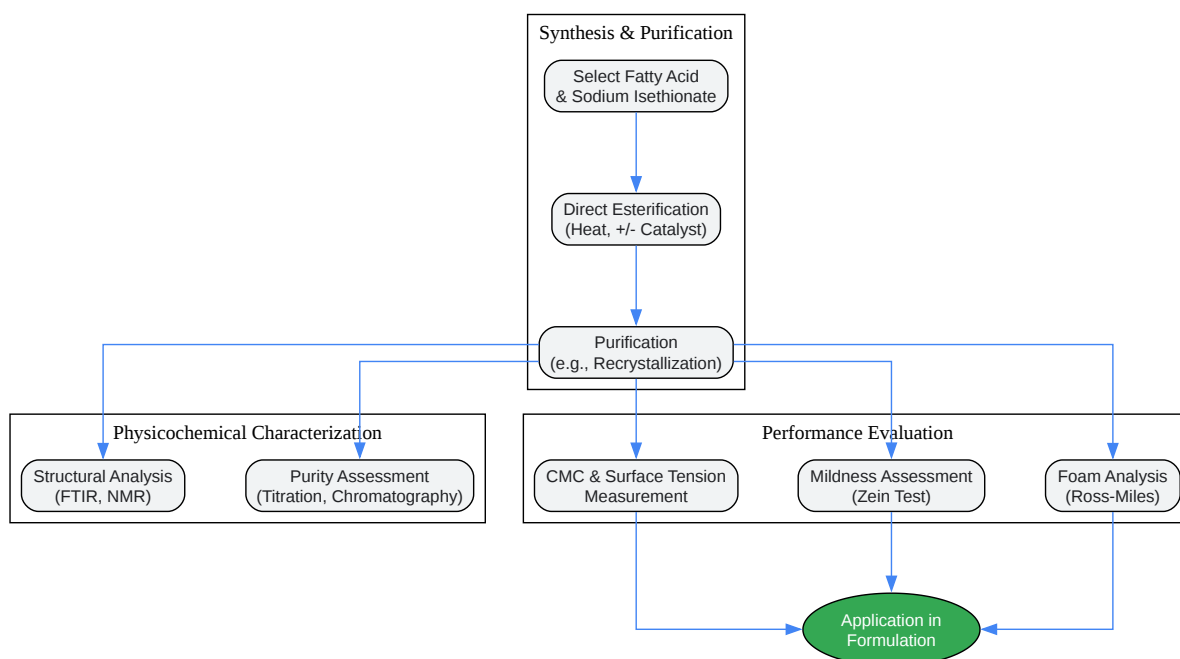 Synthesis & Purification
Select Fatty Acid
& Sodium Isethionate
Direct Esterification
(Heat, +/- Catalyst)
Purification
(e.g., Recrystallization)
Physicochemical Characterization
Structural Analysis
(FTIR, NMR)
Purity Assessment
(Titration, Chromatography)
Performance Evaluation
CMC & Surface Tension
Measurement
Mildness Assessment
(Zein Test)
Foam Analysis
(Ross-Miles)
Application in
Formulation